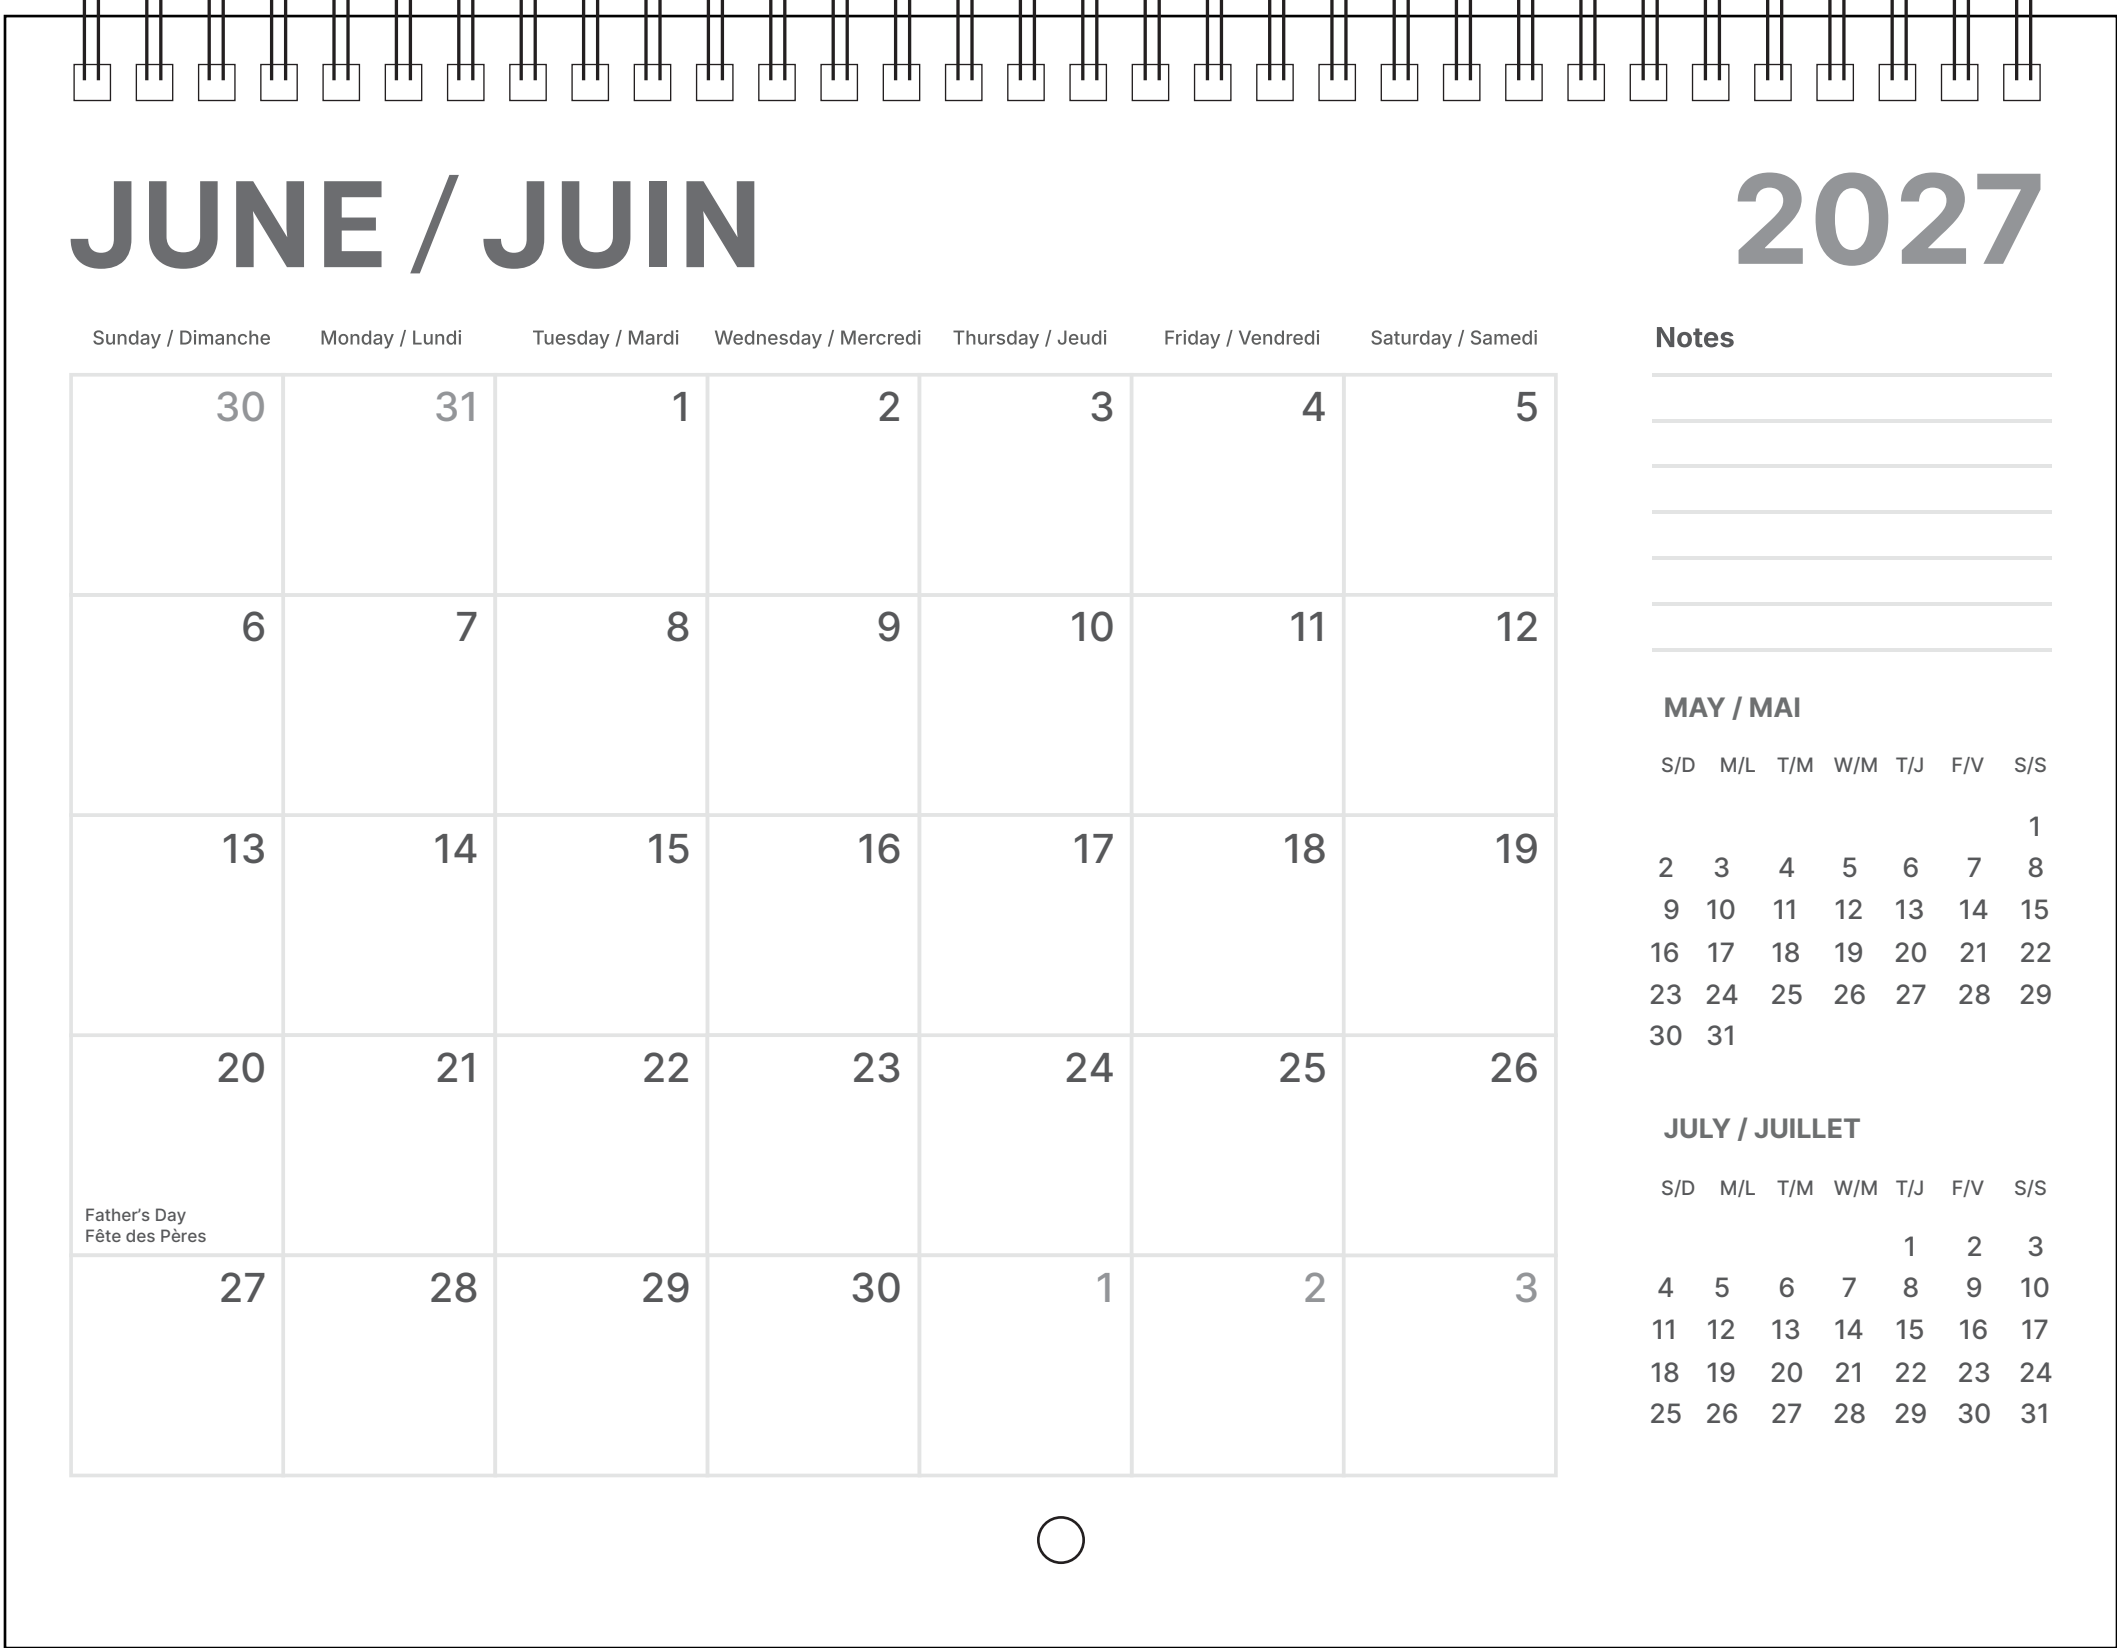 JUNE / JUIN
2027
Sunday / Dimanche Monday / Lundi Tuesday / Mardi Wednesday / Mercredi Thursday / Jeudi Friday / Vendredi Saturday / Samedi
30 31 1 2 3 4 5
6 7 8 9 10 11 12
13 14 15 16 17 18 19
20 21 22 23 24 25 26
Father’s Day
Fête des Pères
27 28 29 30 1 2 3
Notes
MAY / MAI
S/D M/L T/M W/M T/J F/V S/S
1
2 3 4 5 6 7 8
9 10 11 12 13 14 15
16 17 18 19 20 21 22
23 24 25 26 27 28 29
30 31
JULY / JUILLET
S/D M/L T/M W/M T/J F/V S/S
1 2 3
4 5 6 7 8 9 10
11 12 13 14 15 16 17
18 19 20 21 22 23 24
25 26 27 28 29 30 31